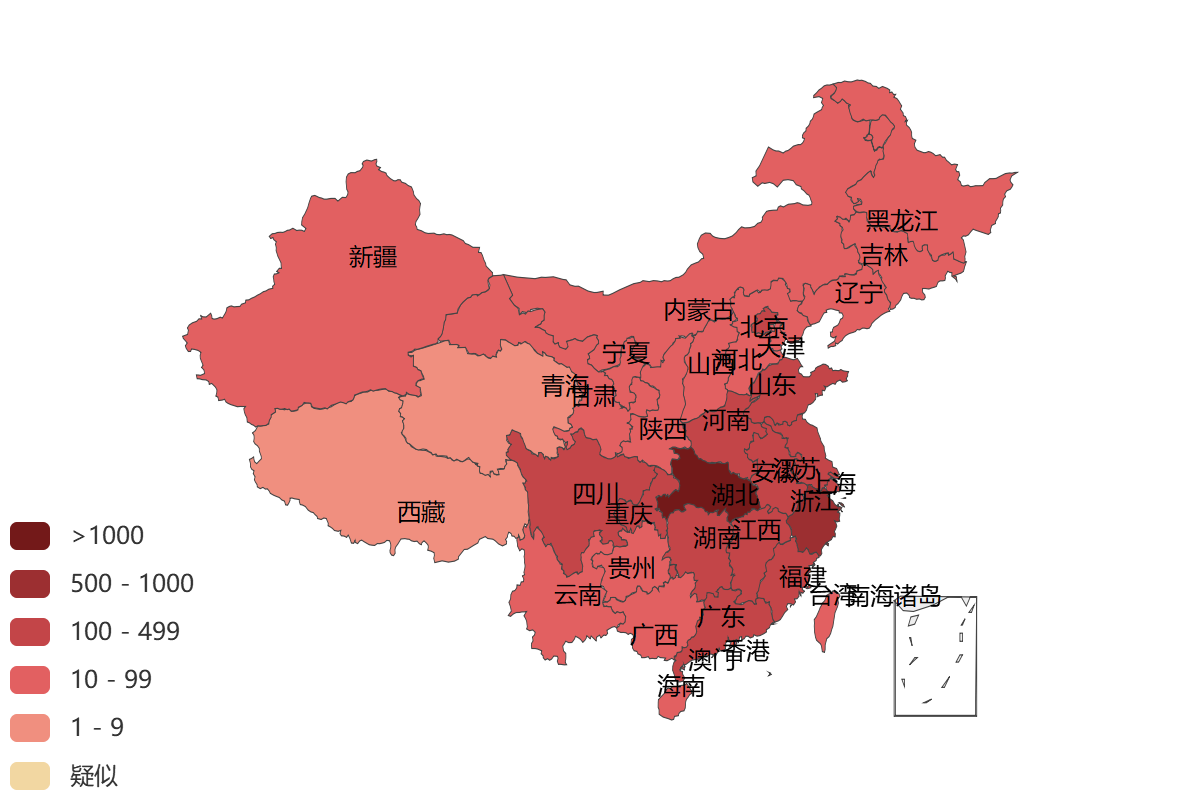 黑龙江
吉林
新疆
辽宁
内蒙古
北京
天津
宁夏
山西
河北
青海
甘肃
山东
河南
陕西
安徽
江苏
上海
四川
湖北
浙江
重庆
西藏
湖南
江西
贵州
福建
云南
台湾
南海诸岛
广东
广西
香港
澳门
海南
>1000
500 - 1000
100 - 499
10 - 99
1 - 9
疑似